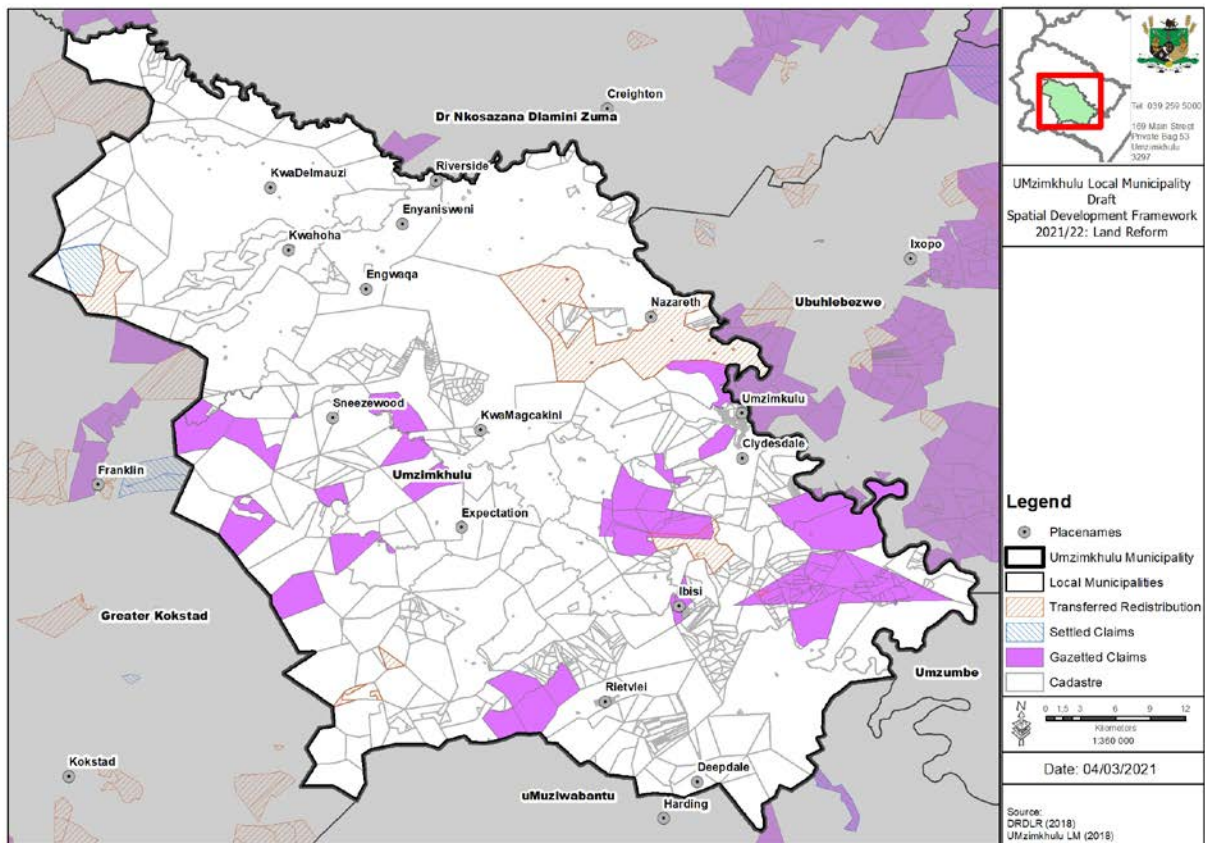 Creighton
Dr Nkosazana Dlamini Zuma
Riverside
KwaDelmauzi
Enyanisweni
Kwahoha
Ixopo
Engwaqa
Nazareth
Ubuhlebezwe
Sneezewood
Umzimkulu
KwaMagcakini
Clydesdale
Franklin
Umzimkhulu
Expectation
Ibisi
Greater Kokstad
Umzumbe
Rietvlei
Kokstad
Deepdale
uMuziwabantu
Harding
Tel: 039 259 5000
169 Main Street
Private Bag 53
Umzimkhulu
3297
UMzimkhulu Local Municipality
Draft
Spatial Development Framework
2021/22: Land Reform
Legend
Placenames
Umzimkhulu Municipality
Local Municipalities
Transferred Redistribution
Settled Claims
Gazetted Claims
Cadastre
N
0 1,5 3 6 9 12
Kilometers
1:360 000
Date: 04/03/2021
Source:
DRDLR (2018)
UMzimkhulu LM (2018)